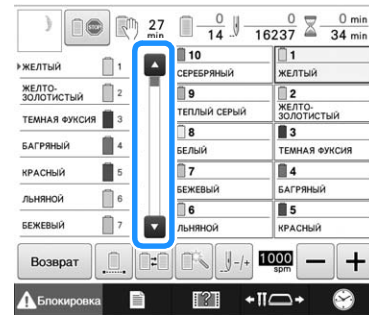 27 min 0 14 0 16237 0 min 34 min
ЖЕЛТЫЙ 1
ЖЕЛТО-ЗОЛОТИСТЫЙ 2
ТЕМНАЯ ФУКСИЯ 3
БАГРЯНЫЙ 4
КРАСНЫЙ 5
ЛЬНЯНОЙ 6
БЕЖЕВЫЙ 7
10
СЕРЕБРЯНЫЙ
9
ТЕПЛЫЙ СЕРЫЙ
8
БЕЛЫЙ
7
БЕЖЕВЫЙ
6
ЛЬНЯНОЙ
1
ЖЕЛТЫЙ
2
ЖЕЛТО-
ЗОЛОТИСТЫЙ
3
ТЕМНАЯ ФУКСИЯ
4
БАГРЯНЫЙ
5
КРАСНЫЙ
Возврат -/+ 1000 spm − +
Блокировка ?